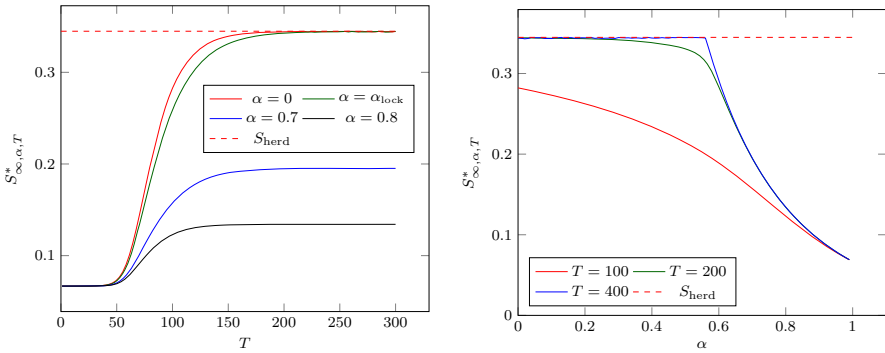 0.3
0.2
0.1
S*∞,α,T
0 50 100 150 200 250 300
T
α = 0 α = αlock
α = 0.7 α = 0.8
Sherd
0.3
0.2
0.1
0
S*∞,α,T
0 0.2 0.4 0.6 0.8 1
α
T = 100 T = 200
T = 400 Sherd